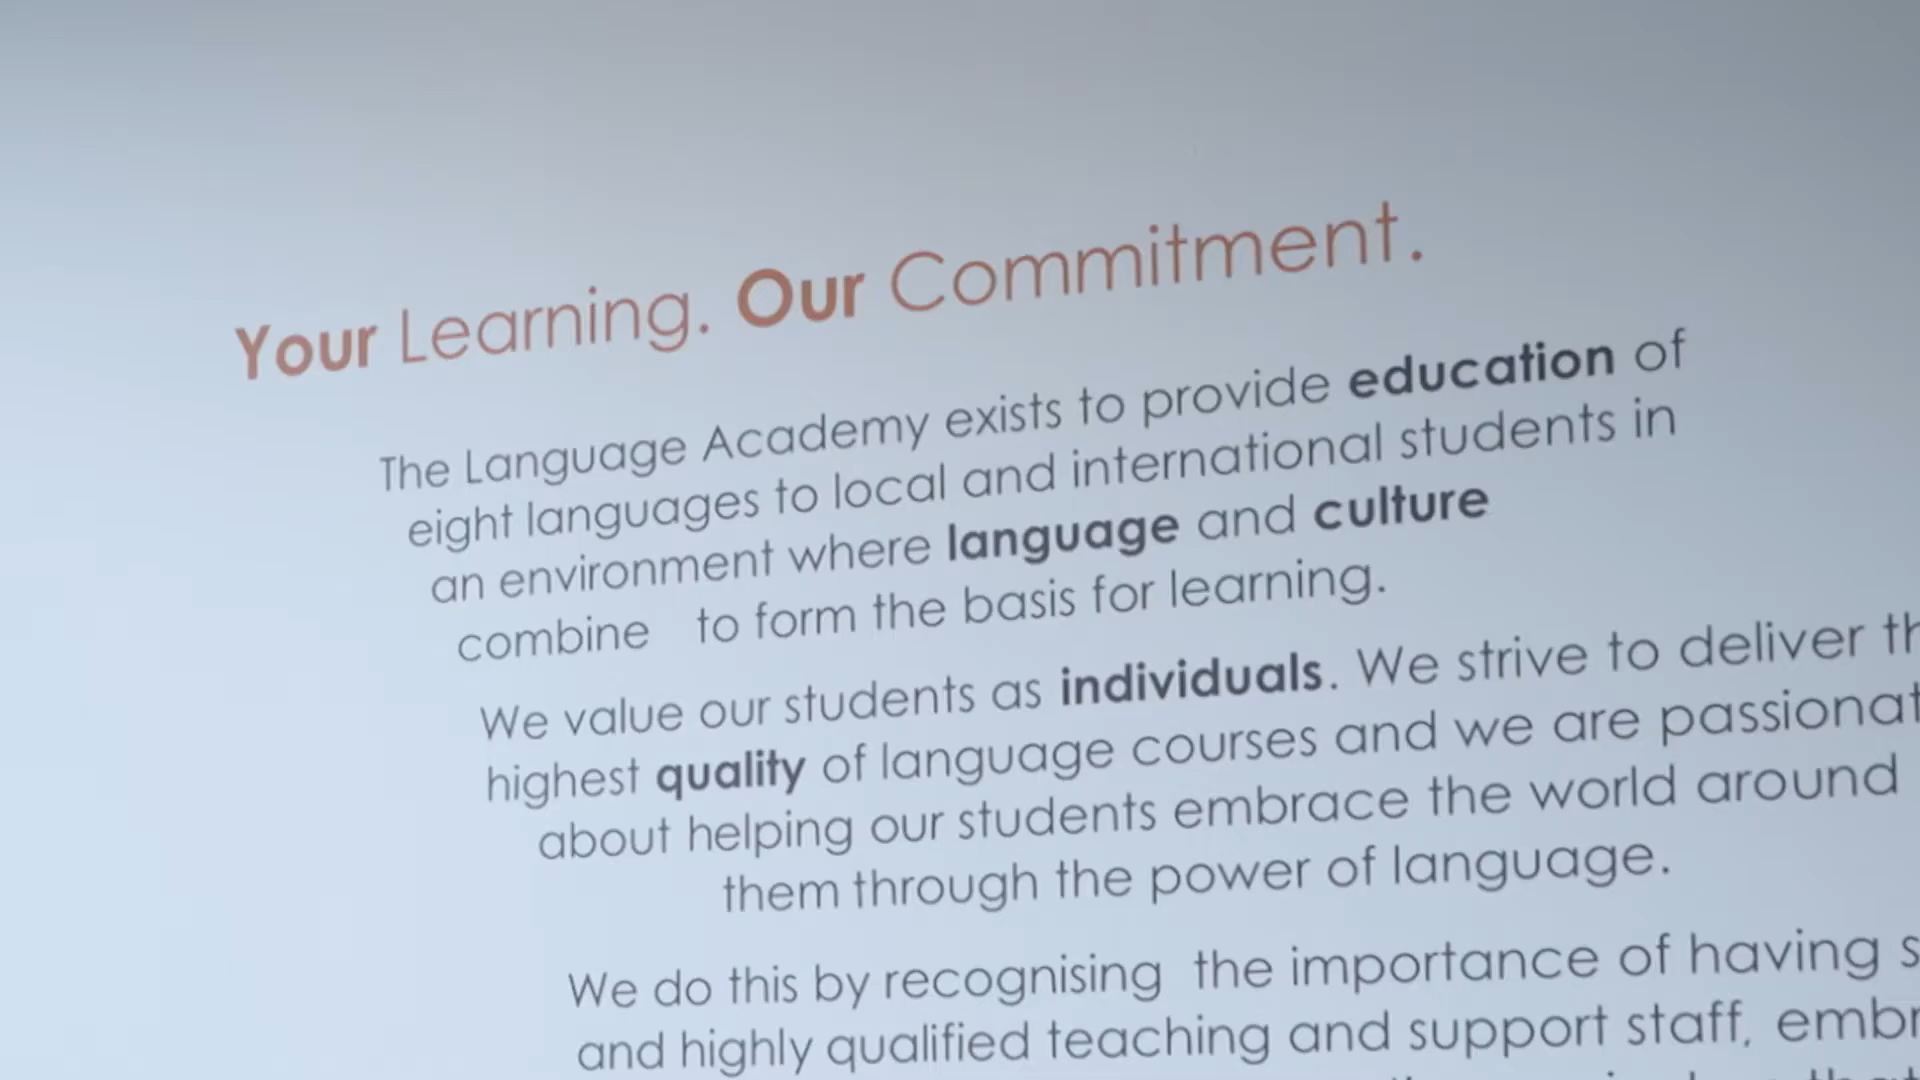 Your Learning. Our Commitment.
The Language Academy exists to provide education of
eight languages to local and international students in
an environment where language and culture
combine to form the basis for learning.
We value our students as individuals. We strive to deliver
highest quality of language courses and we are
about helping our students embrace the world around
them through the power of language.
We do this by recognising the importance of having
and highly qualified teaching and support staff,